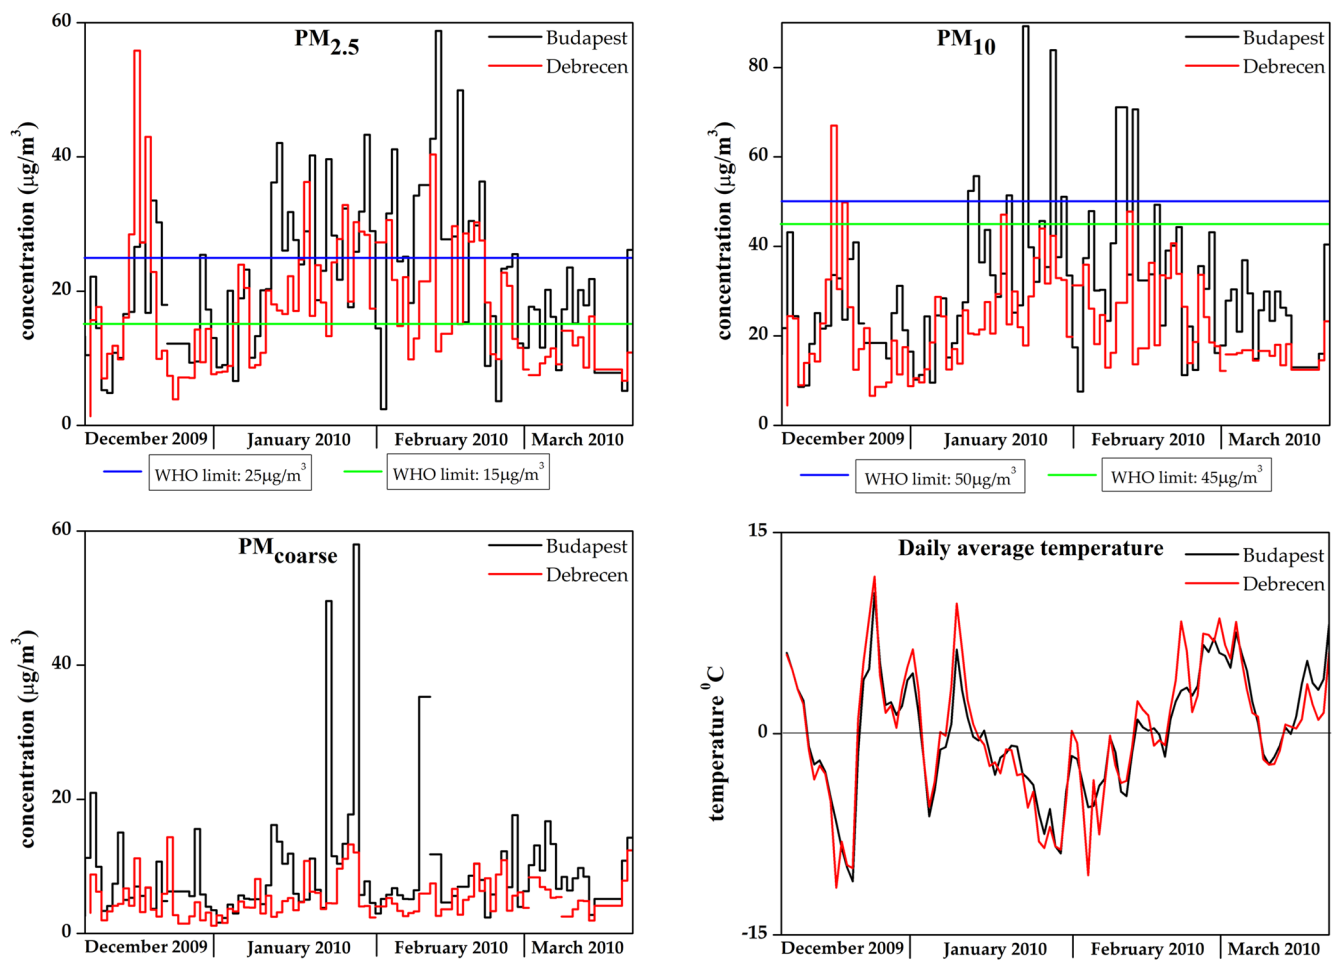 PM2.5
Budapest
Debrecen
60
40
20
0
concentration (μg/m3)
December 2009
January 2010
February 2010
March 2010
WHO limit: 25μg/m3
WHO limit: 15μg/m3
PM10
Budapest
Debrecen
80
60
40
20
0
concentration (μg/m3)
December 2009
January 2010
February 2010
March 2010
WHO limit: 50μg/m3
WHO limit: 45μg/m3
PMcoarse
Budapest
Debrecen
60
40
20
0
concentration (μg/m3)
December 2009
January 2010
February 2010
March 2010
Daily average temperature
Budapest
Debrecen
15
0
-15
temperature 0C
December 2009
January 2010
February 2010
March 2010